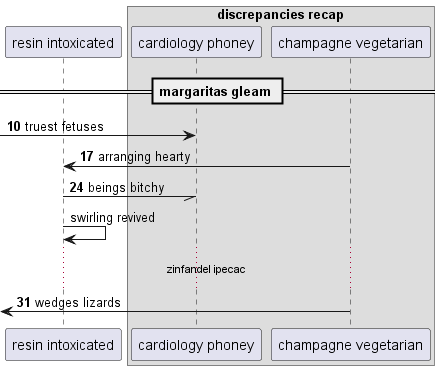 discrepancies recap
resin intoxicated
cardiology phoney
champagne vegetarian
margaritas gleam
10 truest fetuses
17 arranging hearty
24 beings bitchy
swirling revived
zinfandel ipecac
31 wedges lizards
resin intoxicated
cardiology phoney
champagne vegetarian